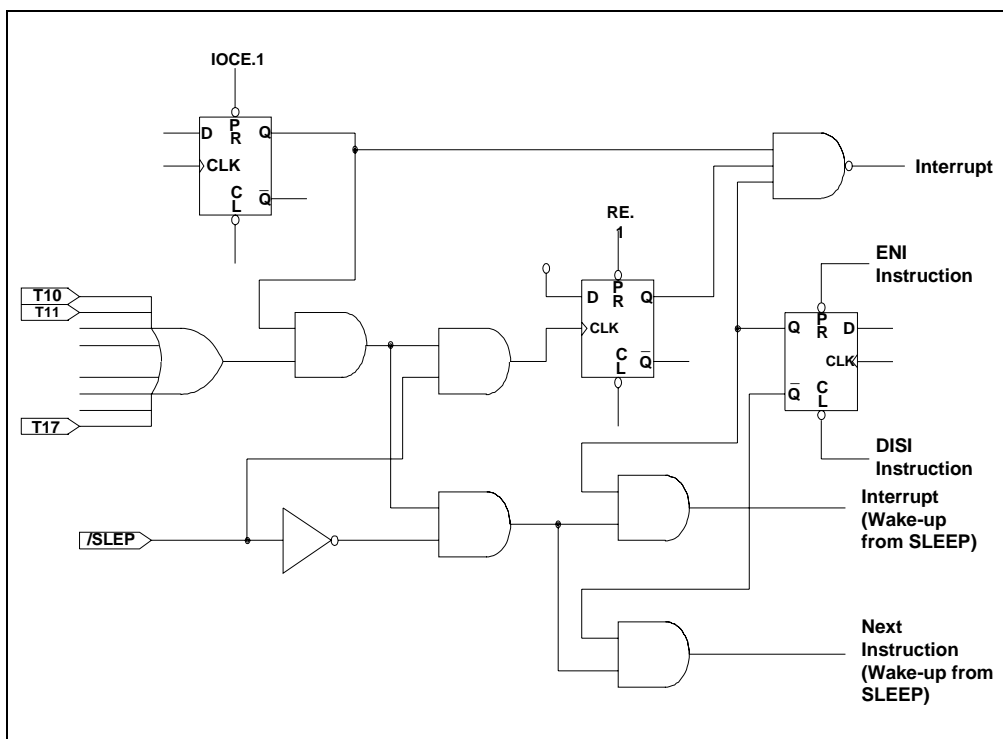 IOCE.1
D
P
R
Q
CLK
C
L
Q̅
Interrupt
RE.
1
ENI
Instruction
T10
T11
D
P
R
Q
CLK
C
L
Q̅
Q
P
R
D
CLK
Q̅
C
L
T17
DISI
Instruction
Interrupt
(Wake-up
from SLEEP)
/SLEP
Next
Instruction
(Wake-up from
SLEEP)